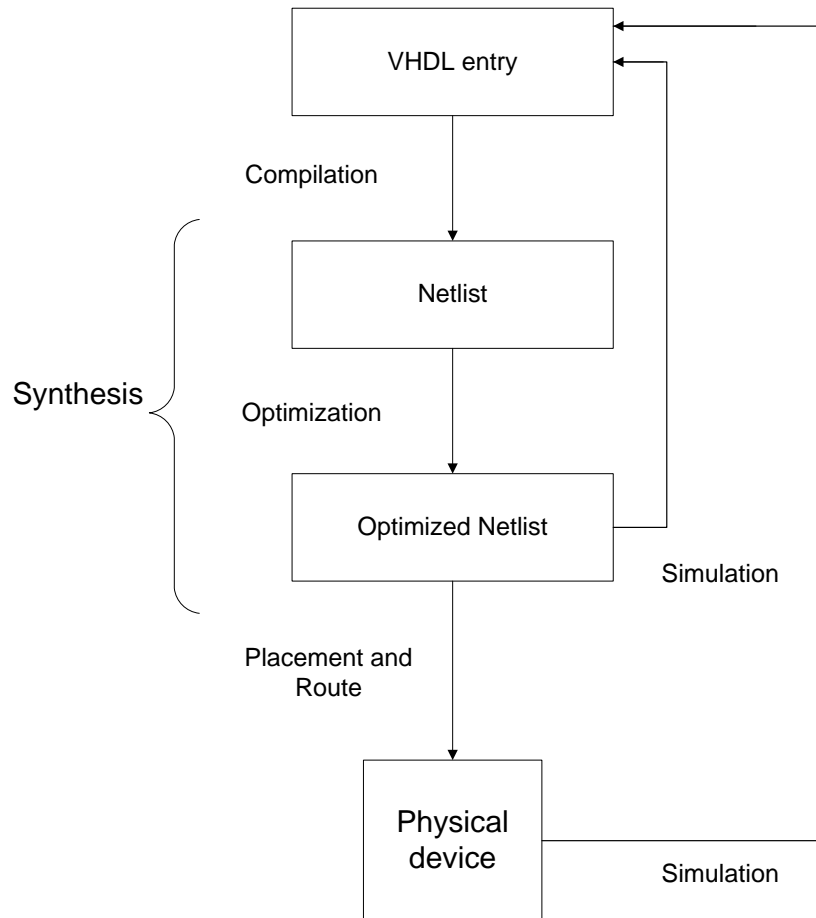 VHDL entry
Compilation
Netlist
Synthesis
Optimization
Optimized Netlist
Simulation
Placement and
Route
Physical
device
Simulation